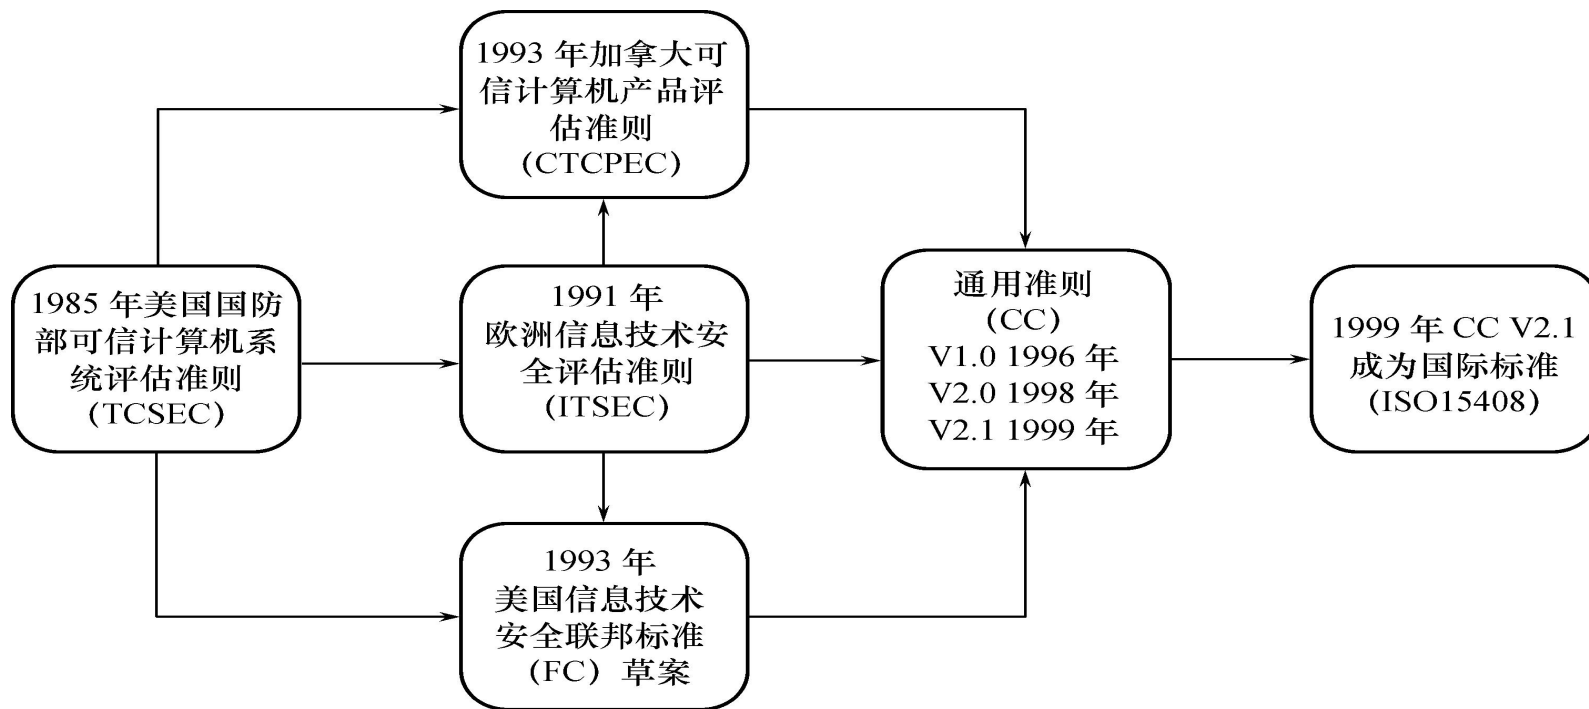 1993 年加拿大可
信计算机产品评
估准则
(CTCPEC)
1985 年美国国防
部可信计算机系
统评估准则
(TCSEC)
1991 年
欧洲信息技术安
全评估准则
(ITSEC)
通用准则
(CC)
V1.0 1996 年
V2.0 1998 年
V2.1 1999 年
1999 年 CC V2.1
成为国际标准
(ISO15408)
1993 年
美国信息技术
安全联邦标准
(FC) 草案